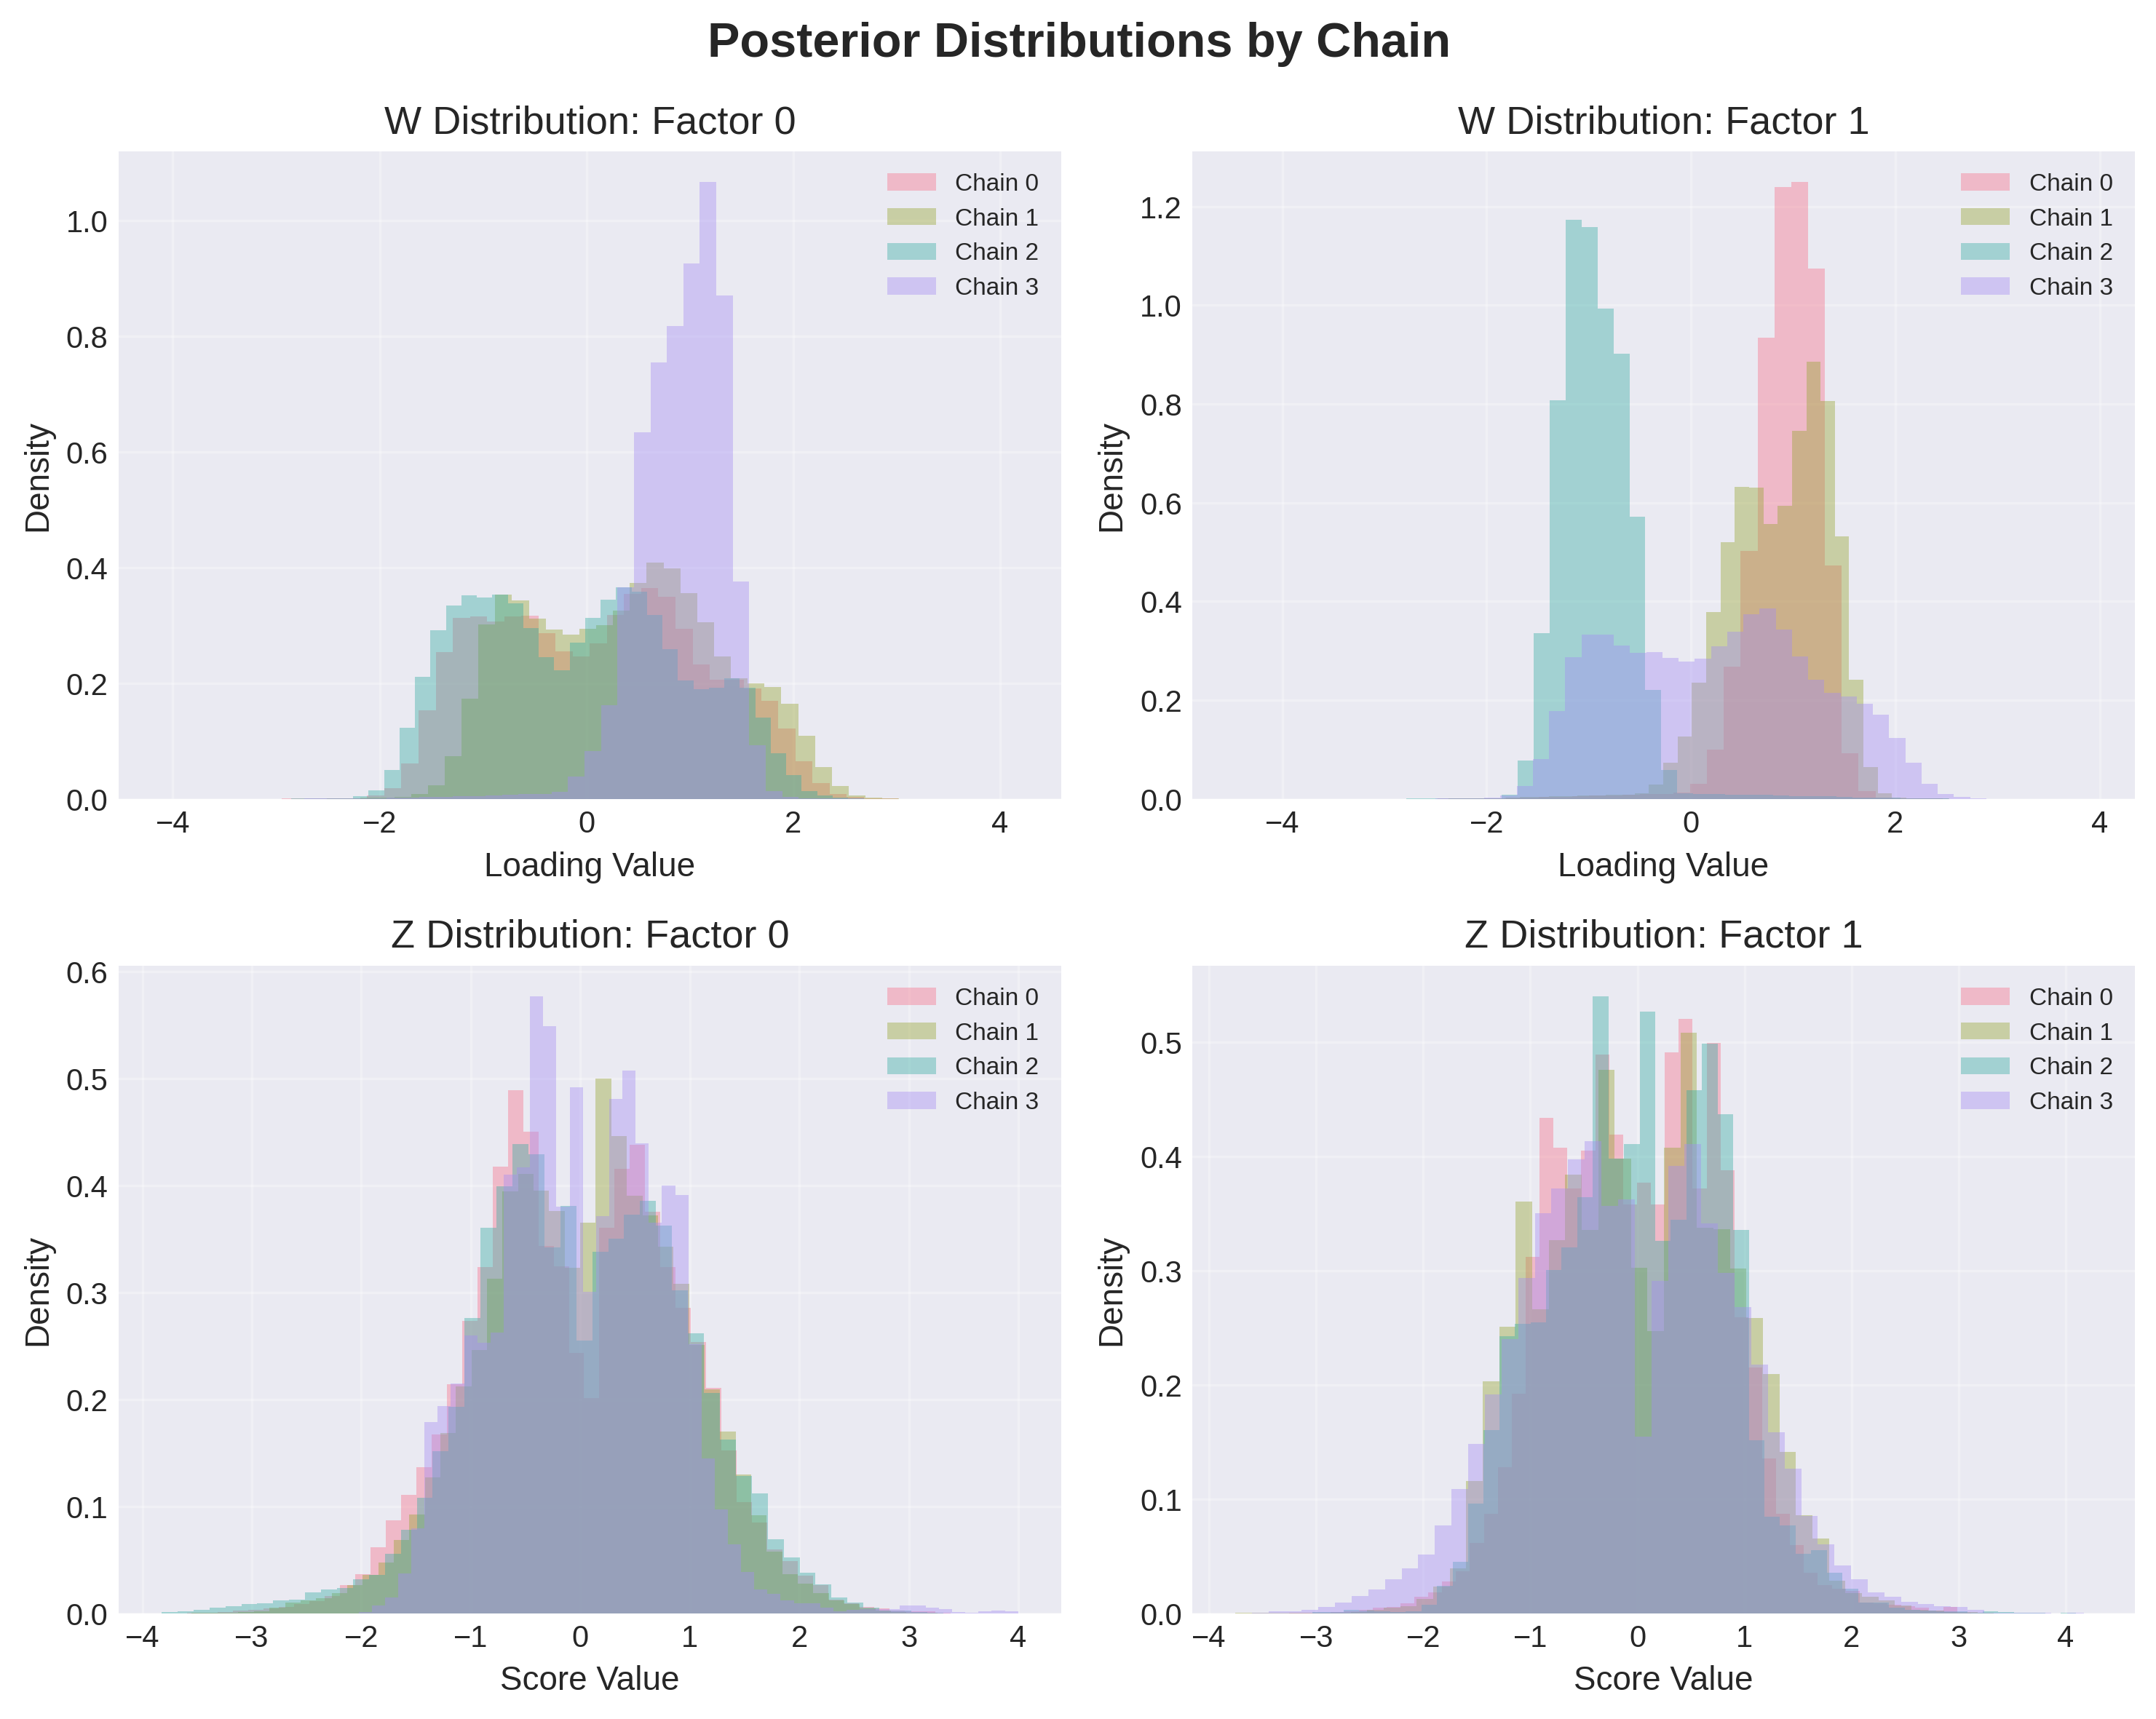 Posterior Distributions by Chain
W Distribution: Factor 0
Chain 0
Chain 1
Chain 2
Chain 3
1.0
0.8
0.6
0.4
0.2
0.0
Density
−4 −2 0 2 4
Loading Value
W Distribution: Factor 1
Chain 0
Chain 1
Chain 2
Chain 3
1.2
1.0
0.8
0.6
0.4
0.2
0.0
Density
−4 −2 0 2 4
Loading Value
Z Distribution: Factor 0
Chain 0
Chain 1
Chain 2
Chain 3
0.6
0.5
0.4
0.3
0.2
0.1
0.0
Density
−4 −3 −2 −1 0 1 2 3 4
Score Value
Z Distribution: Factor 1
Chain 0
Chain 1
Chain 2
Chain 3
0.5
0.4
0.3
0.2
0.1
0.0
Density
−4 −3 −2 −1 0 1 2 3 4
Score Value